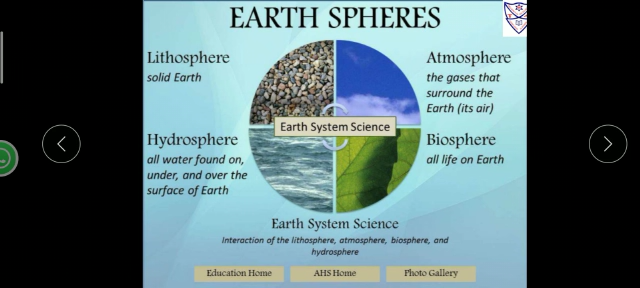 EARTH SPHERES
Lithosphere
solid Earth
Atmosphere
the gases that
surround the
Earth (its air)
Earth System Science
Hydrosphere
all water found on,
under, and over the
surface of Earth
Biosphere
all life on Earth
Earth System Science
Interaction of the lithosphere, atmosphere, biosphere, and
hydrosphere
Education Home
AHS Home
Photo Gallery